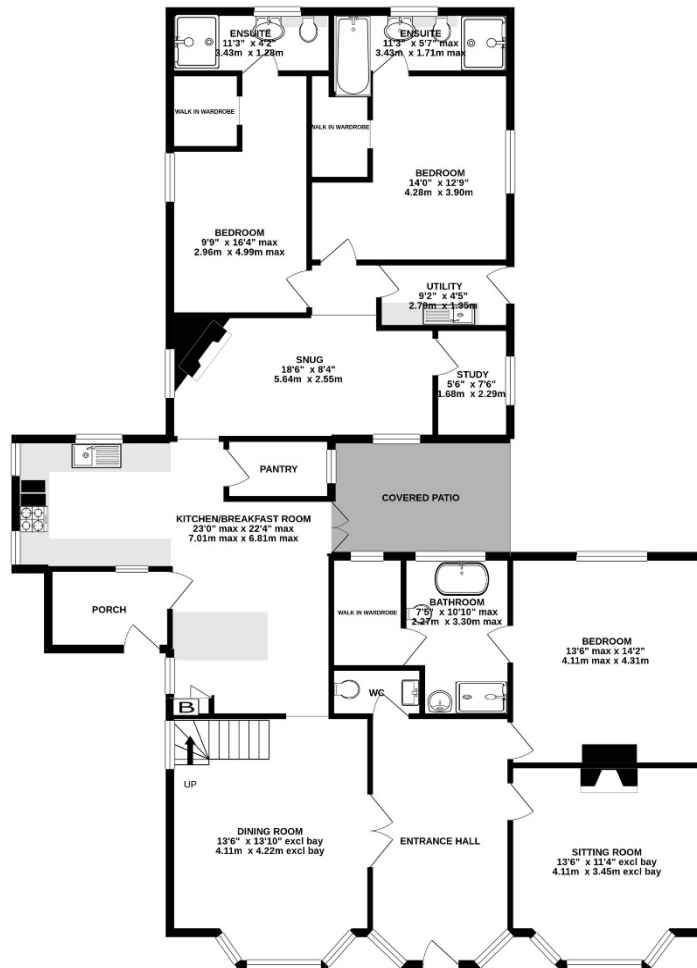 ENSUITE
11'3" x 4'2"
3.43m x 1.28m
ENSUITE
11'3" x 5'7" max
3.43m x 1.71m max
WALK IN WARDROBE
WALK IN WARDROBE
BEDROOM
14'0" x 12'9"
4.28m x 3.90m
BEDROOM
9'9" x 16'4" max
2.96m x 4.99m max
UTILITY
9'2" x 4'5"
2.79m x 1.35m
SNUG
18'6" x 8'4"
5.64m x 2.55m
STUDY
5'6" x 7'6"
1.68m x 2.29m
PANTRY
COVERED PATIO
KITCHEN/BREAKFAST ROOM
23'0" max x 22'4" max
7.01m max x 6.81m max
PORCH
WALK IN WARDROBE
BATHROOM
7'5" x 10'10" max
2.27m x 3.30m max
BEDROOM
13'6" max x 14'2"
4.11m max x 4.31m
WC
B
UP
DINING ROOM
13'6" x 13'10" excl bay
4.11m x 4.22m excl bay
ENTRANCE HALL
SITTING ROOM
13'6" x 11'4" excl bay
4.11m x 3.45m excl bay